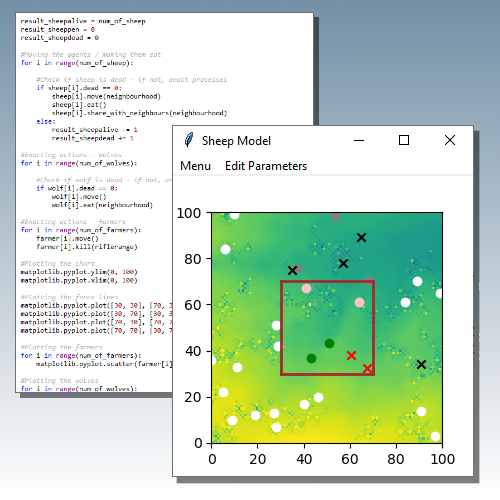 result_sheepalive = num_of_sheep
result_sheeppen = 0
result_sheepdead = 0
#Moving the agents / making them eat
for i in range(num_of_sheep):
#Check if sheep is dead - if not, enact processes
if sheep[i].dead == 0:
sheep[i].move(neighbourhood)
sheep[i].eat()
sheep[i].share_with_neighbours(neighbourhood)
else:
result_sheepalive -= 1
result_sheepdead += 1
#Enacting actions - wolves
for i in range(num_of_wolves):
#Check if wolf is dead - if not, en
if wolf[i].dead == 0:
wolf[i].move()
wolf[i].eat(neighbourhood)
#Enacting actions - farmers
for i in range(num_of_farmers):
farmer[i].move()
farmer[i].kill(riflerange)
#Plotting the chart
matplotlib.pyplot.ylim(0, 100)
matplotlib.pyplot.xlim(0, 100)
#Plotting the fence lines
matplotlib.pyplot.plot([30, 30], [70, 3
matplotlib.pyplot.plot([30, 70], [30, 3
matplotlib.pyplot.plot([70, 30], [70, 7
matplotlib.pyplot.plot([70, 70], [30, 7
#Plotting the farmers
for i in range(num_of_farmers):
matplotlib.pyplot.scatter(farmer[i]
#Plotting the wolves
for i in range(num_of_wolves):
Sheep Model
Menu Edit Parameters
100
80
60
40
20
0
0 20 40 60 80 100